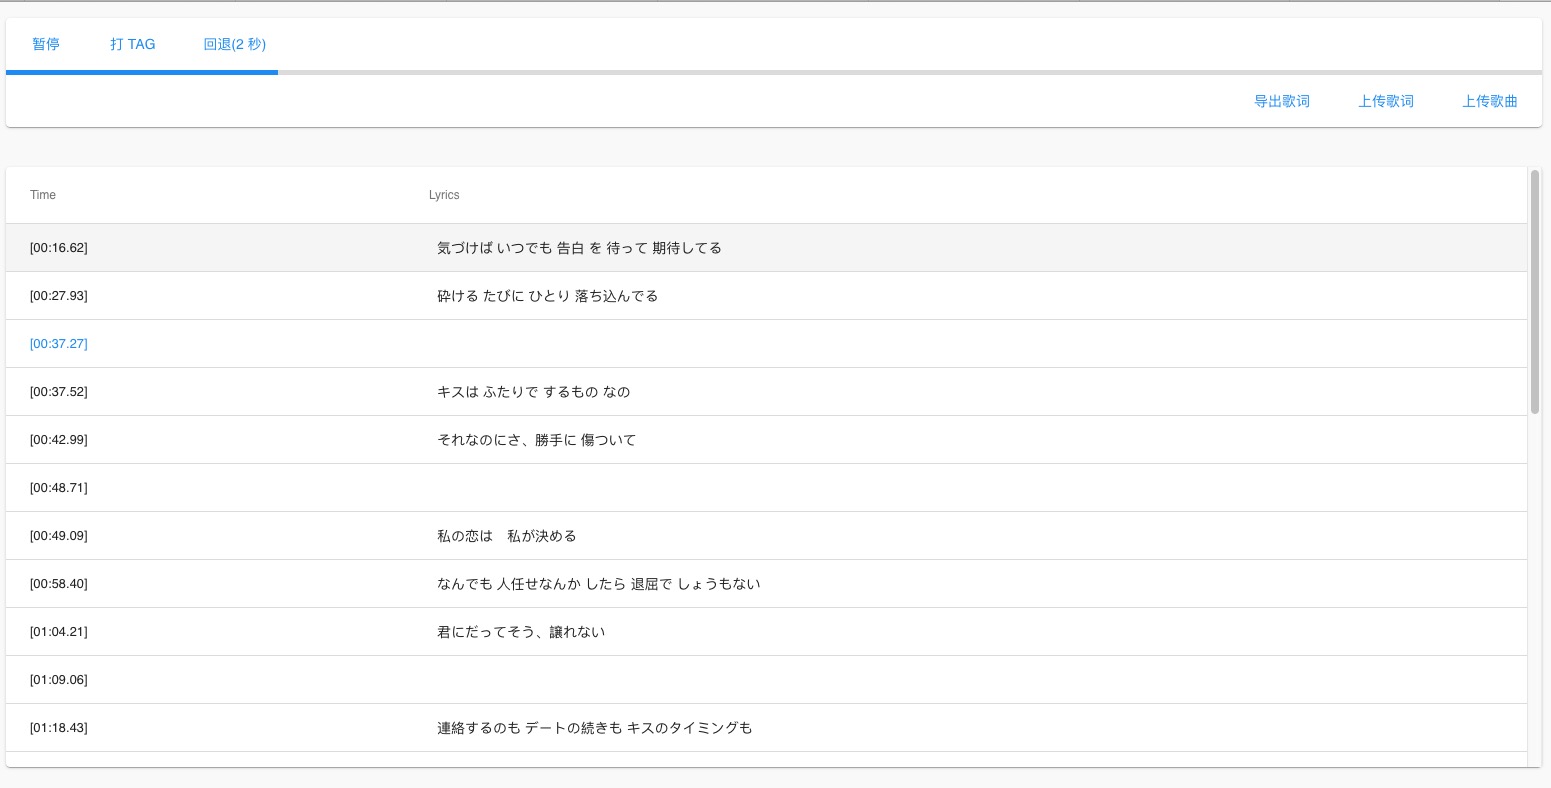 暂停 打 TAG 回退(2 秒)
导出歌词 上传歌词 上传歌曲
Time Lyrics
[00:16.62] 気づけば いつでも 告白 を 待って 期待してる
[00:27.93] 砕ける たびに ひとり 落ち込んでる
[00:37.27]
[00:37.52] キスは ふたりで するもの なの
[00:42.99] それなのにさ、勝手に 傷ついて
[00:48.71]
[00:49.09] 私の恋は　私が決める
[00:58.40] なんでも 人任せなんか したら 退屈で しょうもない
[01:04.21] 君にだってそう、譲れない
[01:09.06]
[01:18.43] 連絡するのも デートの続きも キスのタイミングも